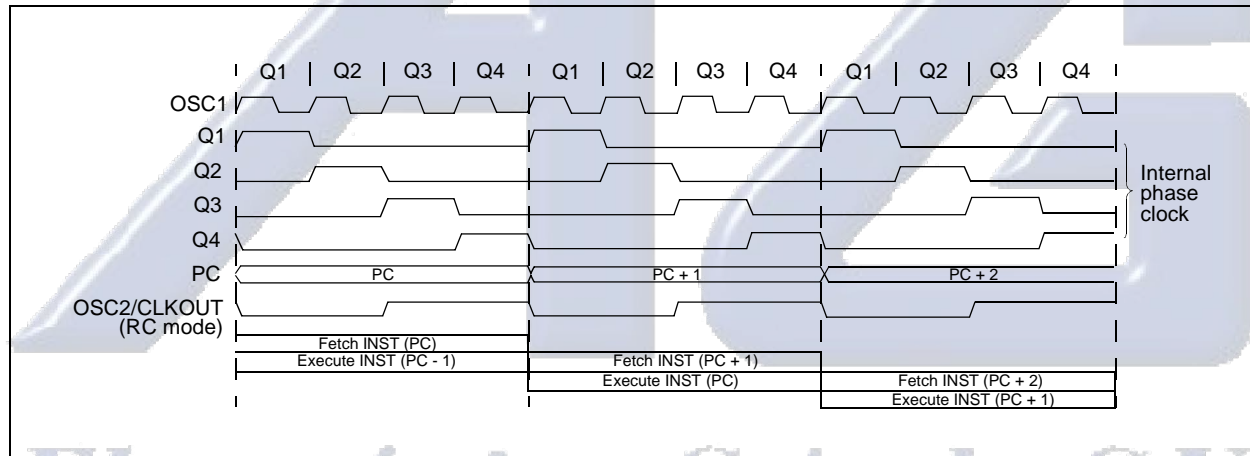 Q1 Q2 Q3 Q4 Q1 Q2 Q3 Q4 Q1 Q2 Q3 Q4
OSC1
Q1
Q2
Q3
Q4
Internal
phase
clock
PC PC PC + 1 PC + 2
OSC2/CLKOUT
(RC mode)
Fetch INST (PC)
Execute INST (PC - 1) Fetch INST (PC + 1)
Execute INST (PC) Fetch INST (PC + 2)
Execute INST (PC + 1)